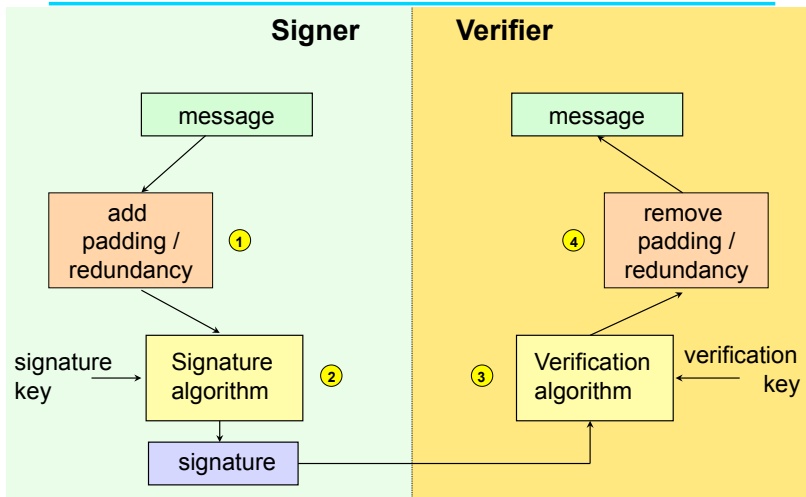 Signer
Verifier
message
message
add
padding /
redundancy
1
4
remove
padding /
redundancy
signature
key
Signature
algorithm
2
3
Verification
algorithm
verification
key
signature